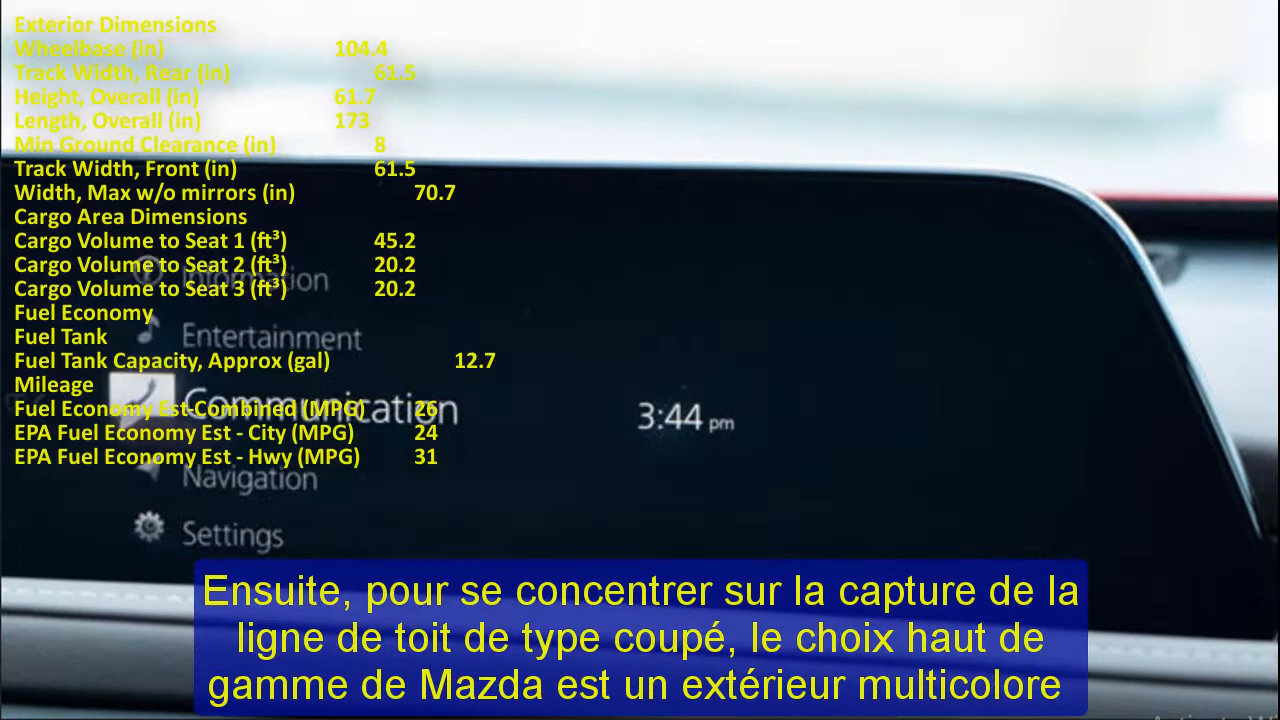 Exterior Dimensions
Wheelbase (in) 104.4
Track Width, Rear (in) 61.5
Height, Overall (in) 61.7
Length, Overall (in) 173
Min Ground Clearance (in) 8
Track Width, Front (in) 61.5
Width, Max w/o mirrors (in) 70.7
Cargo Area Dimensions
Cargo Volume to Seat 1 (ft³) 45.2
Cargo Volume to Seat 2 (ft³) 20.2
Information
Cargo Volume to Seat 3 (ft³) 20.2
Fuel Economy
Fuel Tank
Entertainment
Fuel Tank Capacity, Approx (gal) 12.7
Mileage
Fuel Economy Est-Combined (MPG) 26
Communication
3:44 pm
EPA Fuel Economy Est - City (MPG) 24
EPA Fuel Economy Est - Hwy (MPG) 31
Navigation
Settings
Ensuite, pour se concentrer sur la capture de la
ligne de toit de type coupé, le choix haut de
gamme de Mazda est un extérieur multicolore